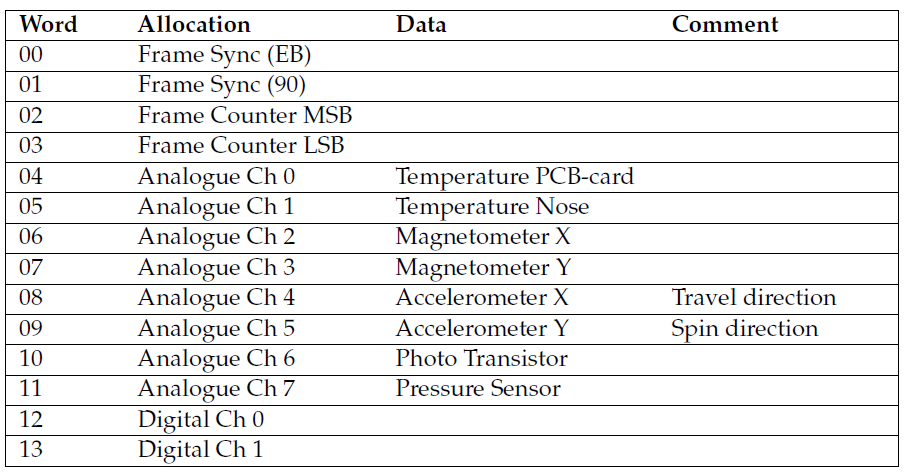 Word Allocation Data Comment
00 Frame Sync (EB)
01 Frame Sync (90)
02 Frame Counter MSB
03 Frame Counter LSB
04 Analogue Ch 0 Temperature PCB-card
05 Analogue Ch 1 Temperature Nose
06 Analogue Ch 2 Magnetometer X
07 Analogue Ch 3 Magnetometer Y
08 Analogue Ch 4 Accelerometer X Travel direction
09 Analogue Ch 5 Accelerometer Y Spin direction
10 Analogue Ch 6 Photo Transistor
11 Analogue Ch 7 Pressure Sensor
12 Digital Ch 0
13 Digital Ch 1